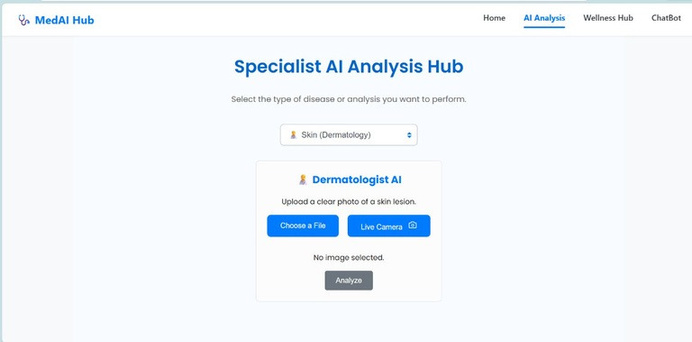 MedAI Hub
Home AI Analysis Wellness Hub ChatBot
Specialist AI Analysis Hub
Select the type of disease or analysis you want to perform.
Skin (Dermatology)
Dermatologist AI
Upload a clear photo of a skin lesion.
Choose a File Live Camera
No image selected.
Analyze